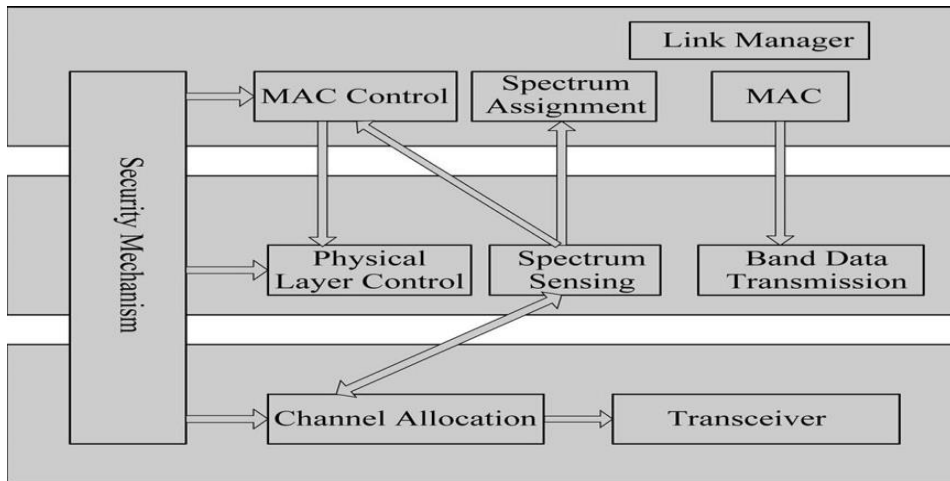 Link Manager
MAC Control
Spectrum
Assignment
MAC
Security Mechanism
Physical
Layer Control
Spectrum
Sensing
Band Data
Transmission
Channel Allocation
Transceiver